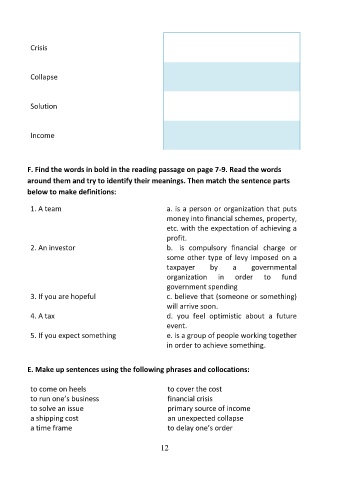 Crisis
Collapse
Solution
Income
F. Find the words in bold in the reading passage on page 7-9. Read the words
around them and try to identify their meanings. Then match the sentence parts
below to make definitions:
1. A team
a. is a person or organization that puts
money into financial schemes, property,
etc. with the expectation of achieving a
profit.
2. An investor
b. is compulsory financial charge or
some other type of levy imposed on a
taxpayer by a governmental
organization in order to fund
government spending
3. If you are hopeful
c. believe that (someone or something)
will arrive soon.
4. A tax
d. you feel optimistic about a future
event.
5. If you expect something
e. is a group of people working together
in order to achieve something.
E. Make up sentences using the following phrases and collocations:
to come on heels
to cover the cost
to run one's business
financial crisis
to solve an issue
primary source of income
a shipping cost
an unexpected collapse
a time frame
to delay one's order
12